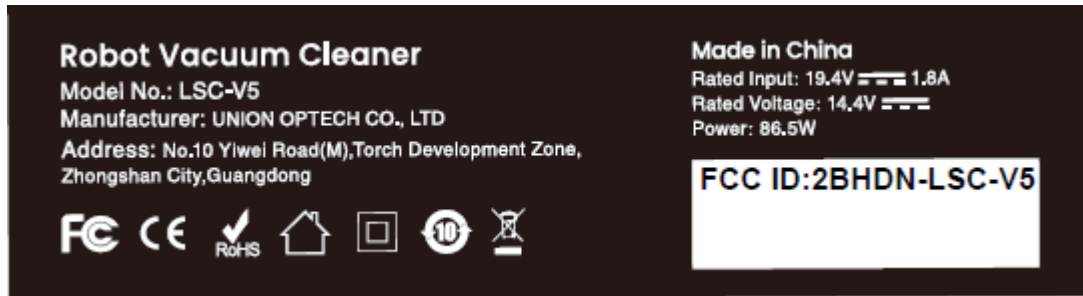 Robot Vacuum Cleaner
Model No.: LSC-V5
Manufacturer: UNION OPTECH CO., LTD
Address: No.10 Yiwei Road(M),Torch Development Zone,
Zhongshan City,Guangdong
FC CE RoHS 10
Made in China
Rated Input: 19.4V ⎓ 1.8A
Rated Voltage: 14.4V ⎓
Power: 86.5W
FCC ID:2BHDN-LSC-V5